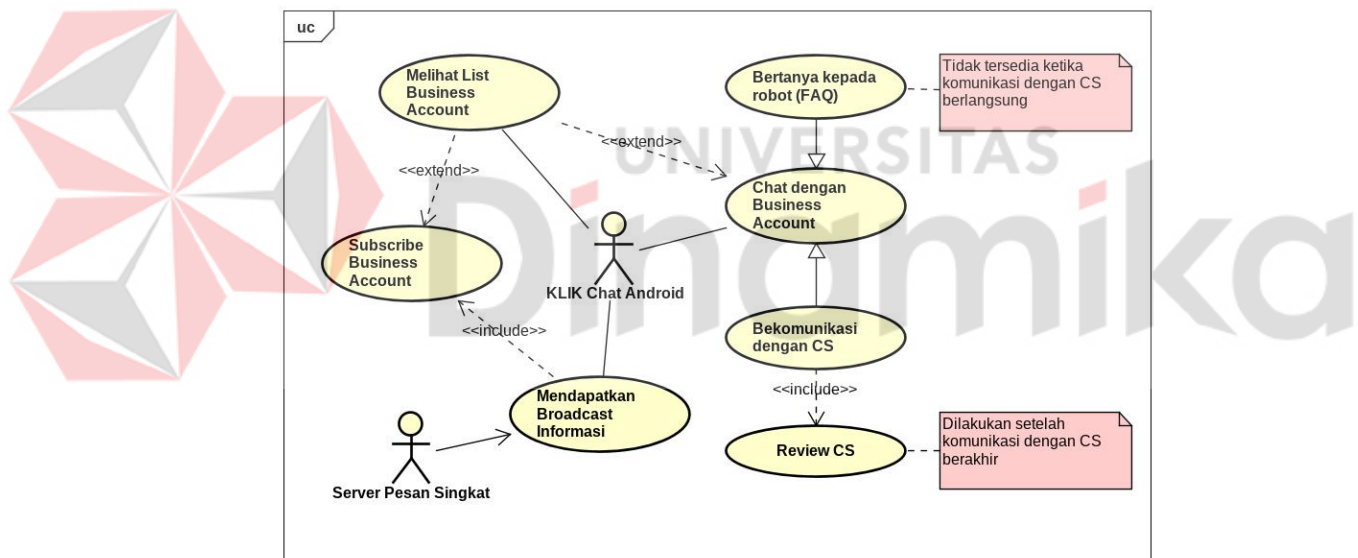 uc
Melihat List
Business
Account
Bertanya kepada
robot (FAQ)
Tidak tersedia ketika
komunikasi dengan CS
berlangsung
<<extend>>
<<extend>>
UNIVERSITAS
Dinamika
Chat dengan
Business
Account
Subscribe
Business
Account
KLIK Chat Android
<<include>>
Bekomunikasi
dengan CS
<<include>>
Mendapatkan
Broadcast
Informasi
Server Pesan Singkat
Review CS
Dilakukan setelah
komunikasi dengan CS
berakhir